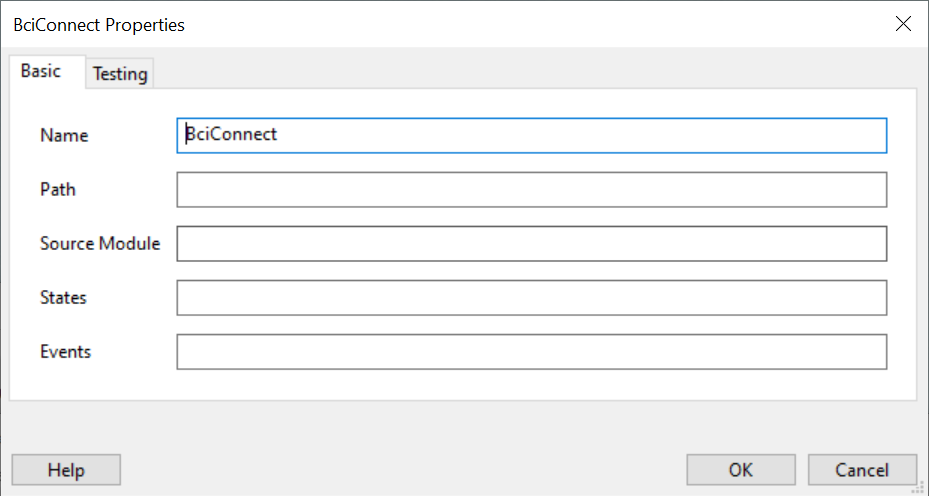 BciConnect Properties
Basic
Testing
Name
BciConnect
Path
Source Module
States
Events
Help
OK
Cancel